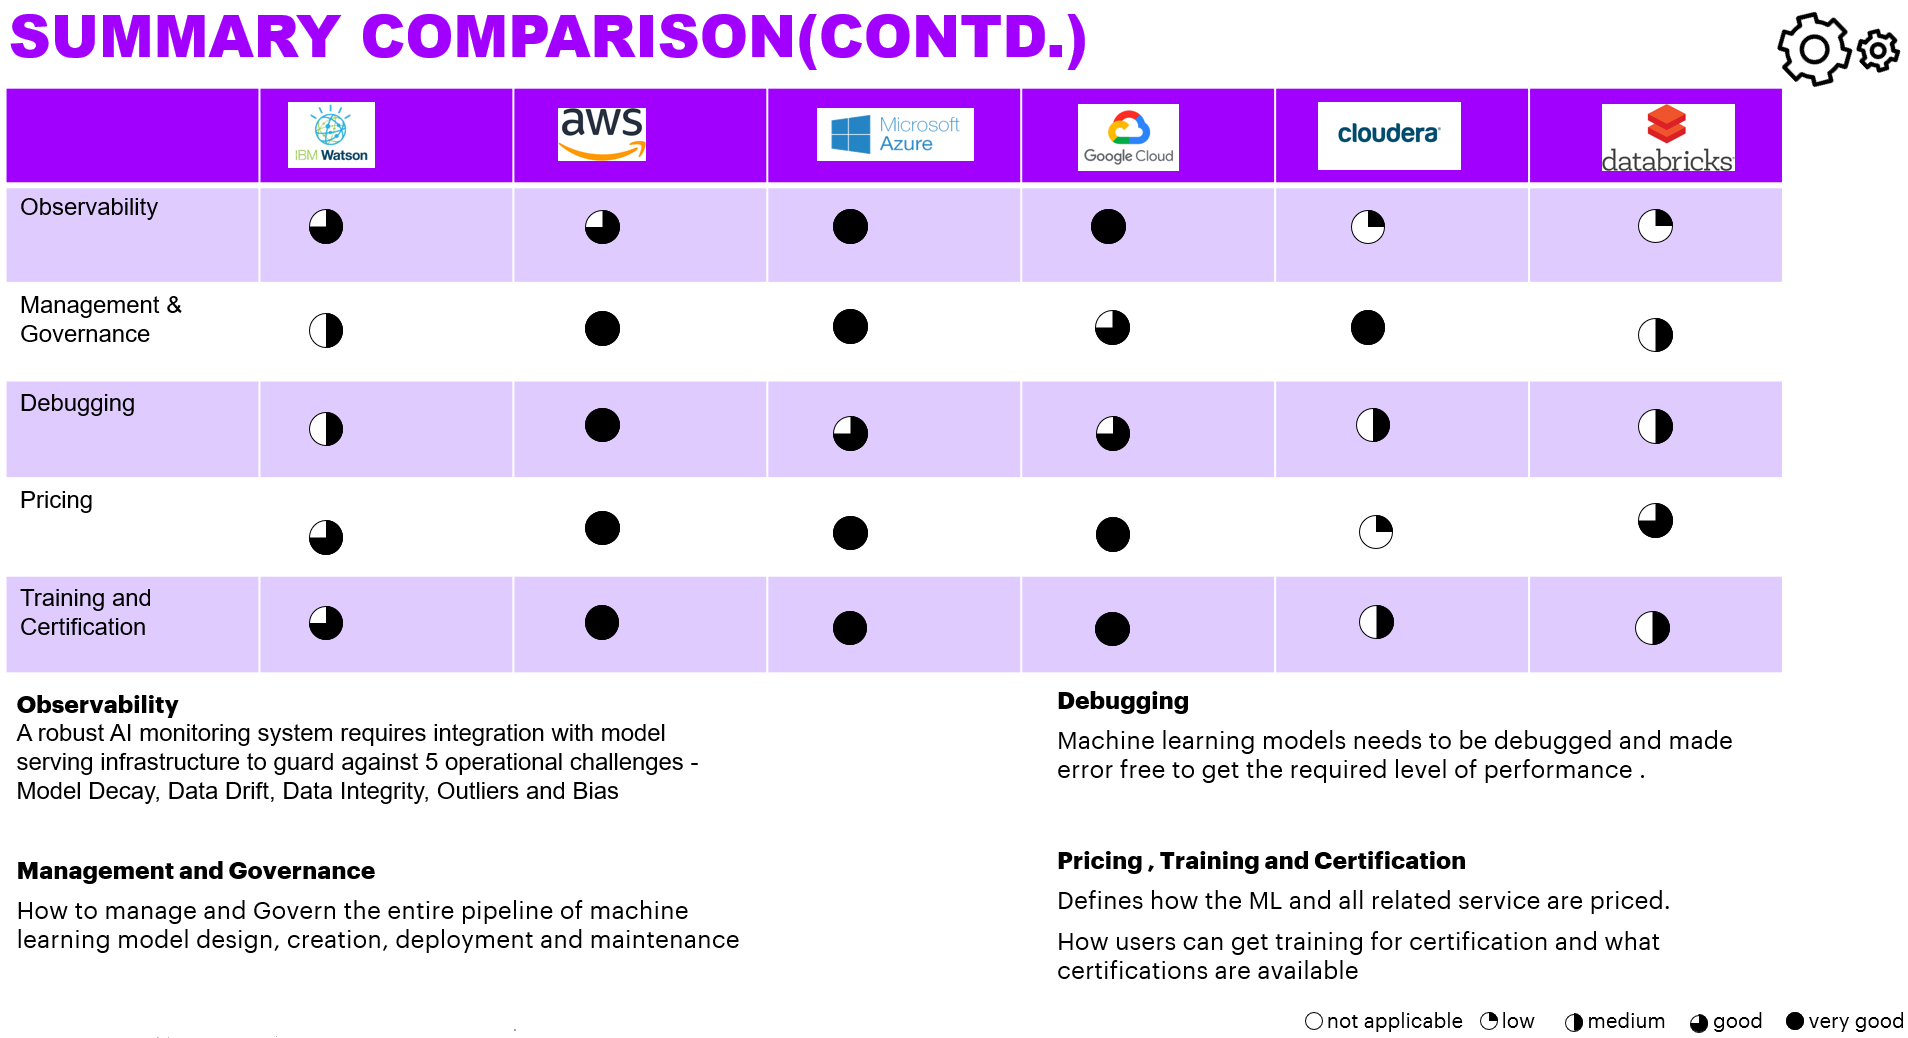 SUMMARY COMPARISON(CONTD.)
IBM Watson
aws
Microsoft
Azure
Google Cloud
cloudera
databricks
Observability
Management &
Governance
Debugging
Pricing
Training and
Certification
Observability
A robust AI monitoring system requires integration with model
serving infrastructure to guard against 5 operational challenges -
Model Decay, Data Drift, Data Integrity, Outliers and Bias
Management and Governance
How to manage and Govern the entire pipeline of machine
learning model design, creation, deployment and maintenance
Debugging
Machine learning models needs to be debugged and made
error free to get the required level of performance .
Pricing , Training and Certification
Defines how the ML and all related service are priced.
How users can get training for certification and what
certifications are available
not applicable low medium good very good